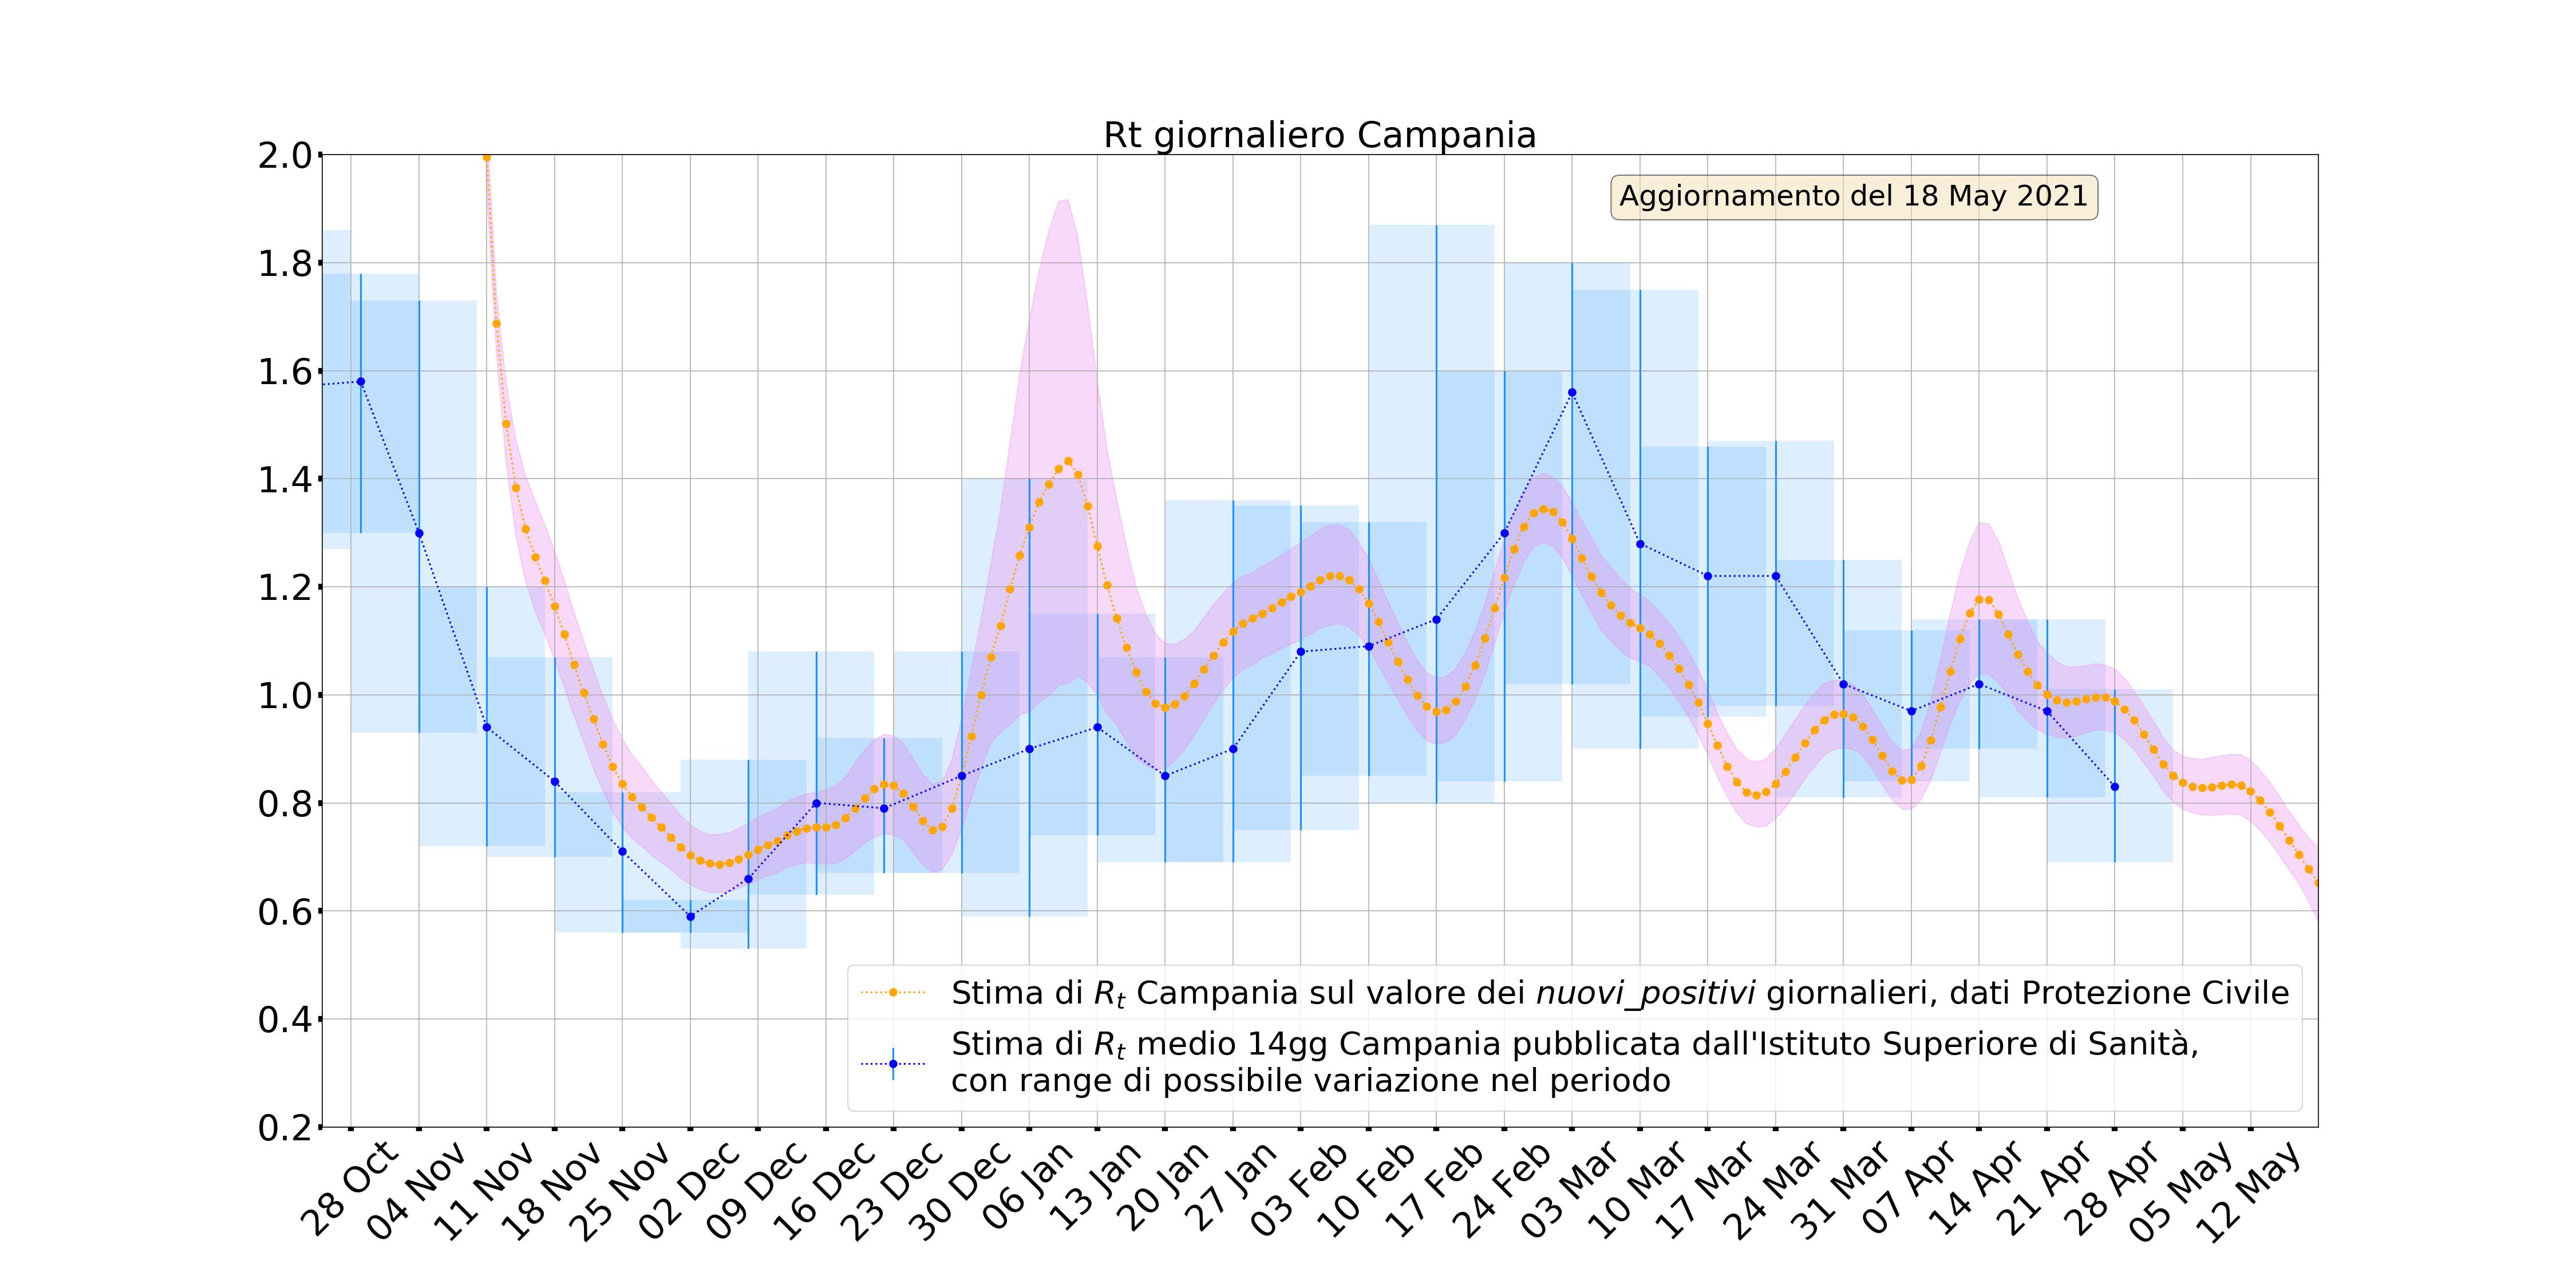 Rt giornaliero Campania
Aggiornamento del 18 May 2021
2.0
1.8
1.6
1.4
1.2
1.0
0.8
0.6
0.4
0.2
Stima di Rt Campania sul valore dei nuovi_positivi giornalieri, dati Protezione Civile
Stima di Rt medio 14gg Campania pubblicata dall'Istituto Superiore di Sanità,
con range di possibile variazione nel periodo
28 Oct
04 Nov
11 Nov
18 Nov
25 Nov
02 Dec
09 Dec
16 Dec
23 Dec
30 Dec
06 Jan
13 Jan
20 Jan
27 Jan
03 Feb
10 Feb
17 Feb
24 Feb
03 Mar
10 Mar
17 Mar
24 Mar
31 Mar
07 Apr
14 Apr
21 Apr
28 Apr
05 May
12 May